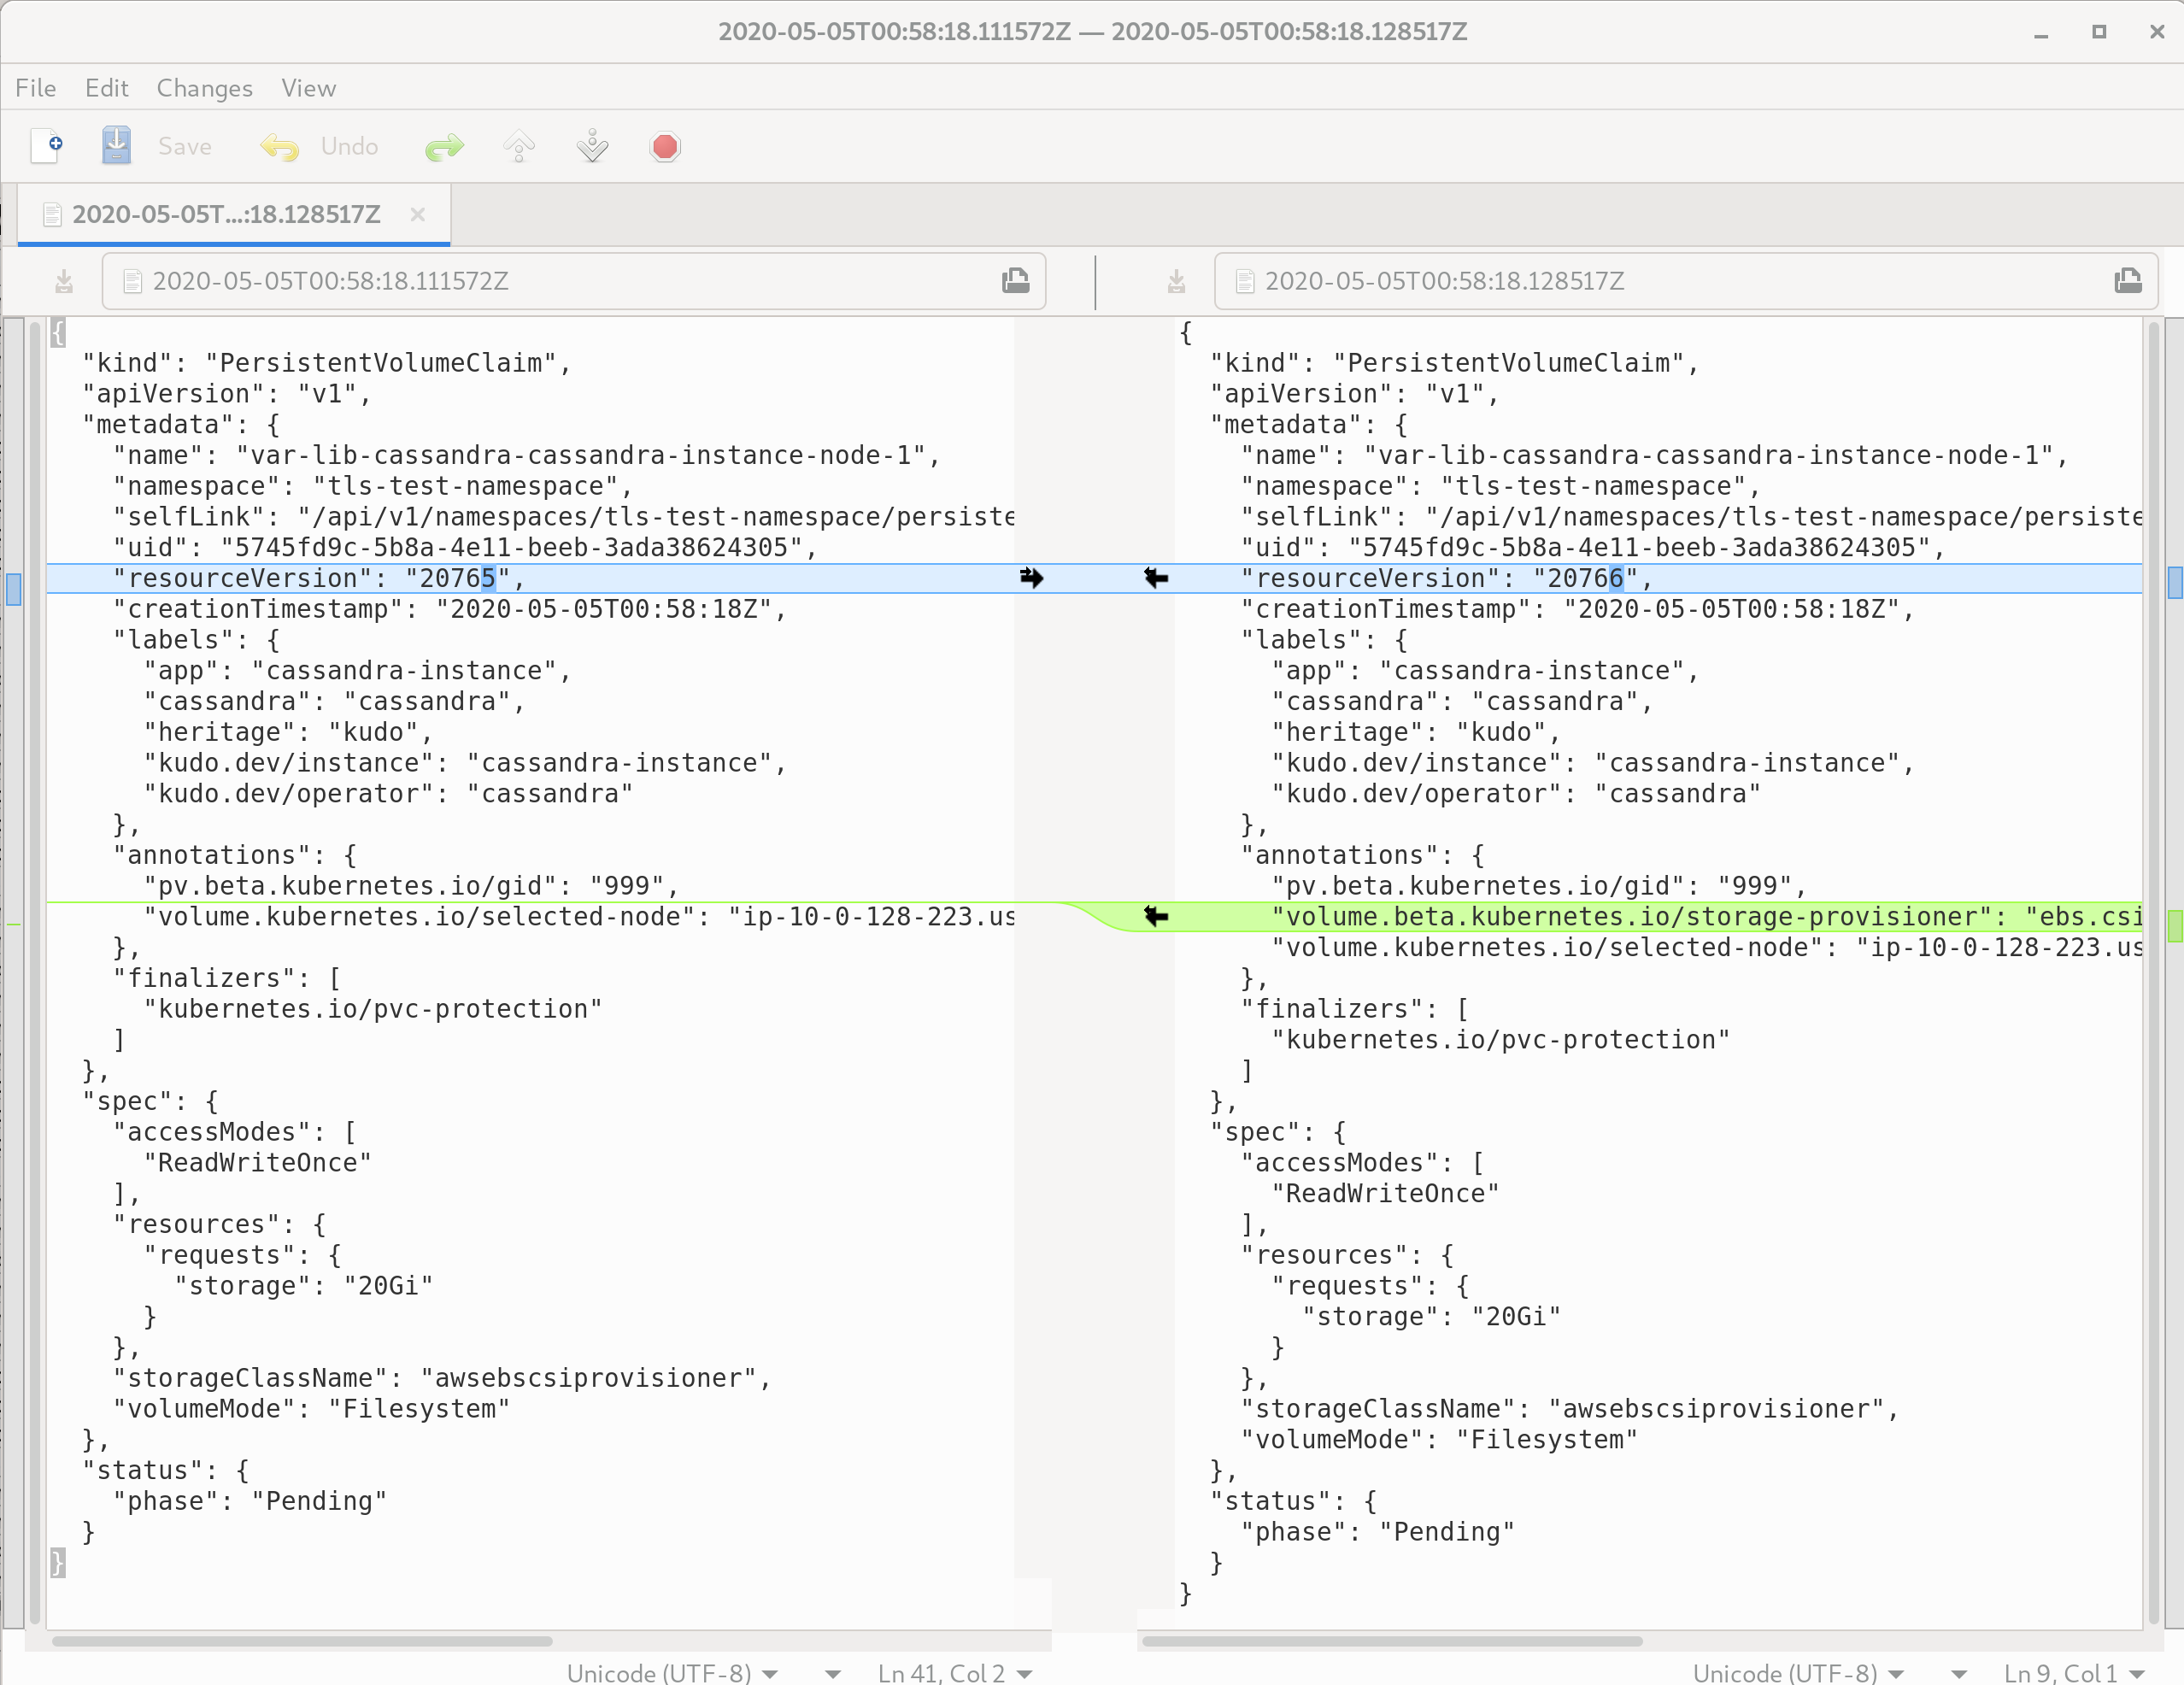 2020-05-05T00:58:18.111572Z — 2020-05-05T00:58:18.128517Z
File Edit Changes View
Save Undo
2020-05-05T...:18.128517Z
2020-05-05T00:58:18.111572Z
{
"kind": "PersistentVolumeClaim",
"apiVersion": "v1",
"metadata": {
"name": "var-lib-cassandra-cassandra-instance-node-1",
"namespace": "tls-test-namespace",
"selfLink": "/api/v1/namespaces/tls-test-namespace/persiste
"uid": "5745fd9c-5b8a-4e11-beeb-3ada38624305",
"resourceVersion": "20765",
"creationTimestamp": "2020-05-05T00:58:18Z",
"labels": {
"app": "cassandra-instance",
"cassandra": "cassandra",
"heritage": "kudo",
"kudo.dev/instance": "cassandra-instance",
"kudo.dev/operator": "cassandra"
},
"annotations": {
"pv.beta.kubernetes.io/gid": "999",
"volume.kubernetes.io/selected-node": "ip-10-0-128-223.us
},
"finalizers": [
"kubernetes.io/pvc-protection"
]
},
"spec": {
"accessModes": [
"ReadWriteOnce"
],
"resources": {
"requests": {
"storage": "20Gi"
}
},
"storageClassName": "awsebscsiprovisioner",
"volumeMode": "Filesystem"
},
"status": {
"phase": "Pending"
}
}
Unicode (UTF-8) Ln 41, Col 2
2020-05-05T00:58:18.128517Z
{
"kind": "PersistentVolumeClaim",
"apiVersion": "v1",
"metadata": {
"name": "var-lib-cassandra-cassandra-instance-node-1",
"namespace": "tls-test-namespace",
"selfLink": "/api/v1/namespaces/tls-test-namespace/persiste
"uid": "5745fd9c-5b8a-4e11-beeb-3ada38624305",
"resourceVersion": "20766",
"creationTimestamp": "2020-05-05T00:58:18Z",
"labels": {
"app": "cassandra-instance",
"cassandra": "cassandra",
"heritage": "kudo",
"kudo.dev/instance": "cassandra-instance",
"kudo.dev/operator": "cassandra"
},
"annotations": {
"pv.beta.kubernetes.io/gid": "999",
"volume.beta.kubernetes.io/storage-provisioner": "ebs.csi
"volume.kubernetes.io/selected-node": "ip-10-0-128-223.us
},
"finalizers": [
"kubernetes.io/pvc-protection"
]
},
"spec": {
"accessModes": [
"ReadWriteOnce"
],
"resources": {
"requests": {
"storage": "20Gi"
}
},
"storageClassName": "awsebscsiprovisioner",
"volumeMode": "Filesystem"
},
"status": {
"phase": "Pending"
}
}
Unicode (UTF-8) Ln 9, Col 1